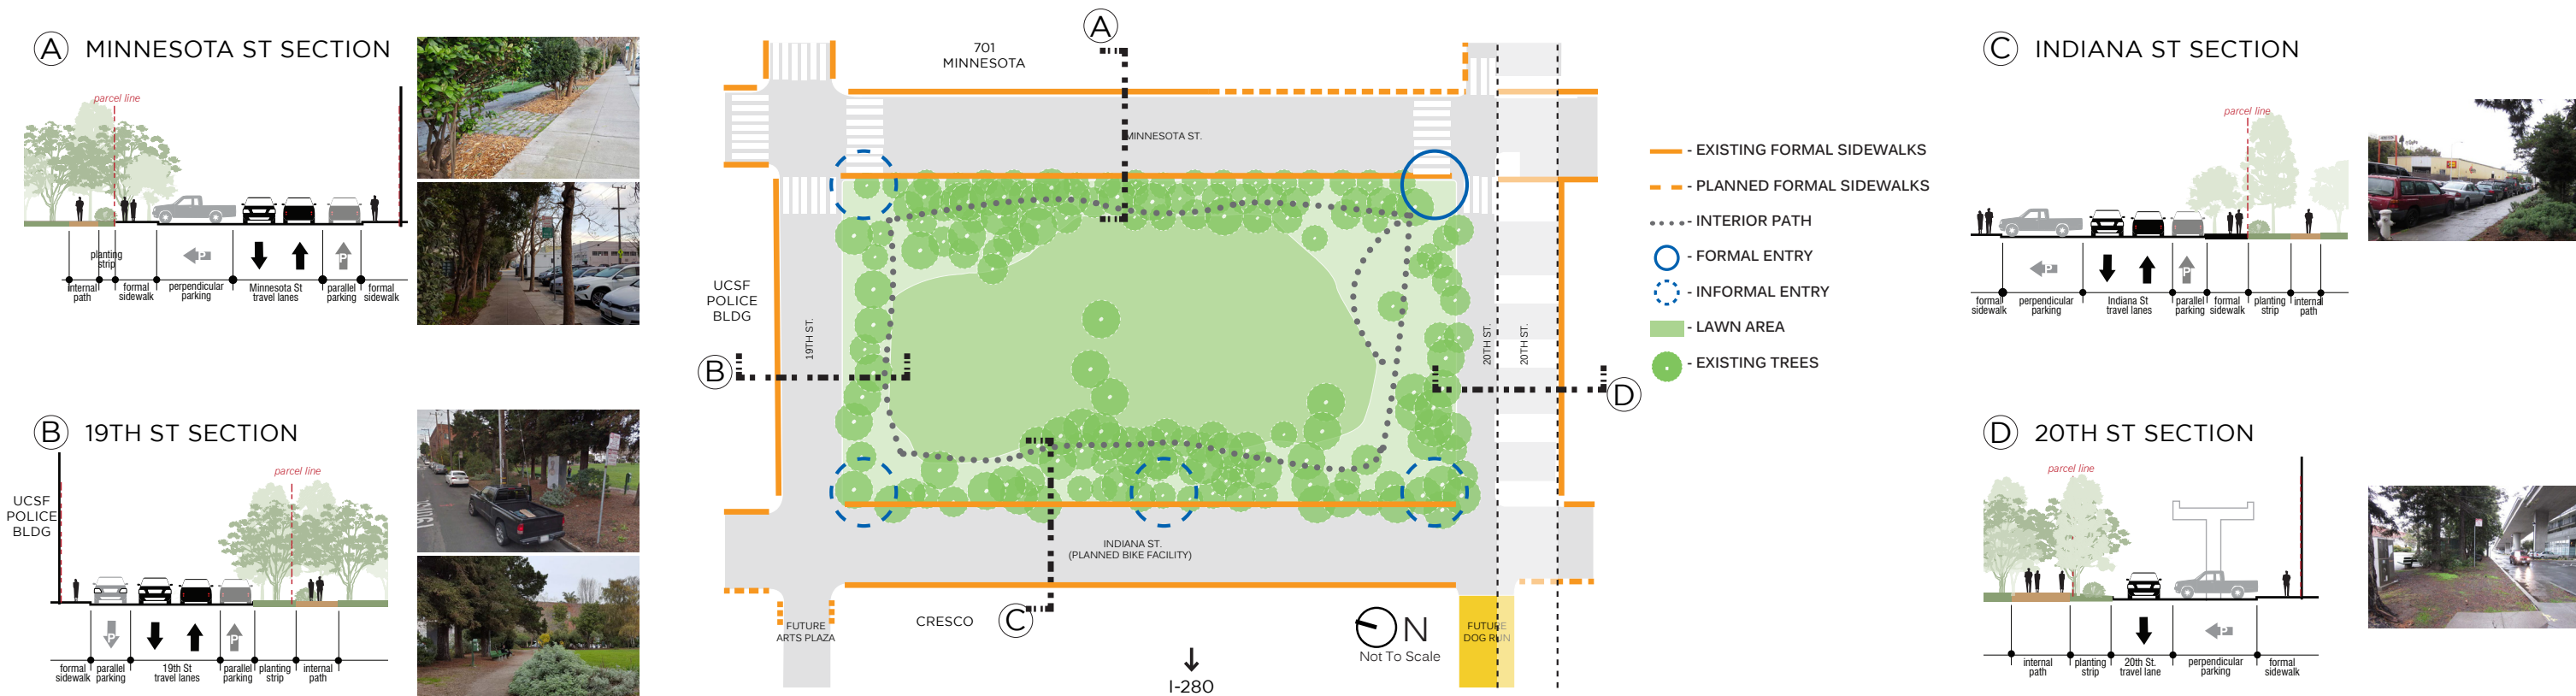 A MINNESOTA ST SECTION
parcel line
planting
strip
internal
path
formal
sidewalk
perpendicular
parking
Minnesota St
travel lanes
parallel
parking
formal
sidewalk
P
P
B 19TH ST SECTION
parcel line
UCSF
POLICE
BLDG
P
P
formal
sidewalk
parallel
parking
19th St
travel lanes
parallel
parking
planting
strip
internal
path
A
701
MINNESOTA
MINNESOTA ST.
UCSF
POLICE
BLDG
19TH ST.
B
20TH ST.
20TH ST.
D
INDIANA ST.
(PLANNED BIKE FACILITY)
FUTURE
ARTS PLAZA
CRESCO
C
N
Not To Scale
FUTURE
DOG RUN
I-280
- EXISTING FORMAL SIDEWALKS
- PLANNED FORMAL SIDEWALKS
- INTERIOR PATH
- FORMAL ENTRY
- INFORMAL ENTRY
- LAWN AREA
- EXISTING TREES
C INDIANA ST SECTION
parcel line
P
P
formal
sidewalk
perpendicular
parking
Indiana St
travel lanes
parallel
parking
formal
sidewalk
planting
strip
internal
path
D 20TH ST SECTION
parcel line
P
internal
path
planting
strip
20th St.
travel lane
perpendicular
parking
formal
sidewalk